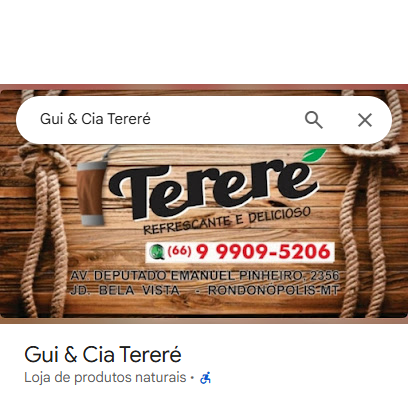 Gui & Cia Tereré
Tereré
REFRESCANTE E DELICIOSO
(66) 9 9909-5206
AV. DEPUTADO EMANUEL PINHEIRO, 2356
JD. BELA VISTA - RONDONÓPOLIS-MT
Gui & Cia Tereré
Loja de produtos naturais ·